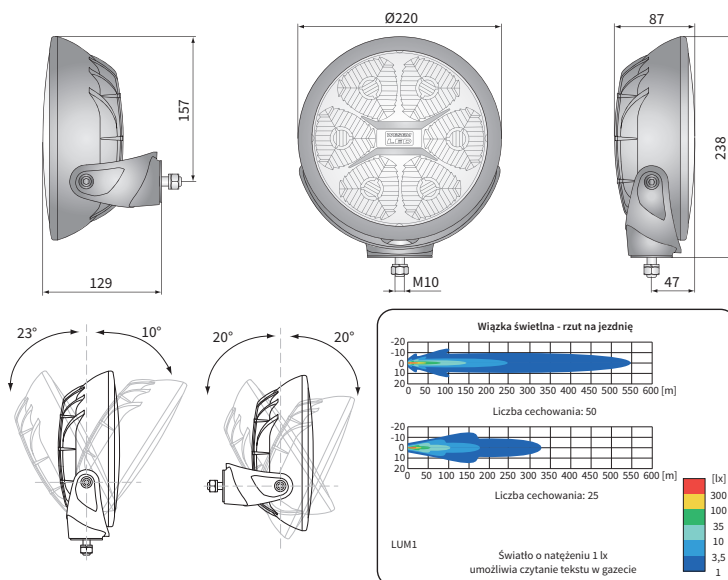 Ø220
87
157
238
129
M10
47
LED
23°
10°
20°
20°
Wiązka świetlna - rzut na jezdnię
-20
-10
0
10
20
0 50 100 150 200 250 300 350 400 450 500 550 600 [m]
Liczba cechowania: 50
-20
-10
0
10
20
0 50 100 150 200 250 300 350 400 450 500 550 600 [m]
Liczba cechowania: 25
[lx]
300
100
35
10
3,5
1
LUM1
Światło o natężeniu 1 lx
umożliwia czytanie tekstu w gazecie